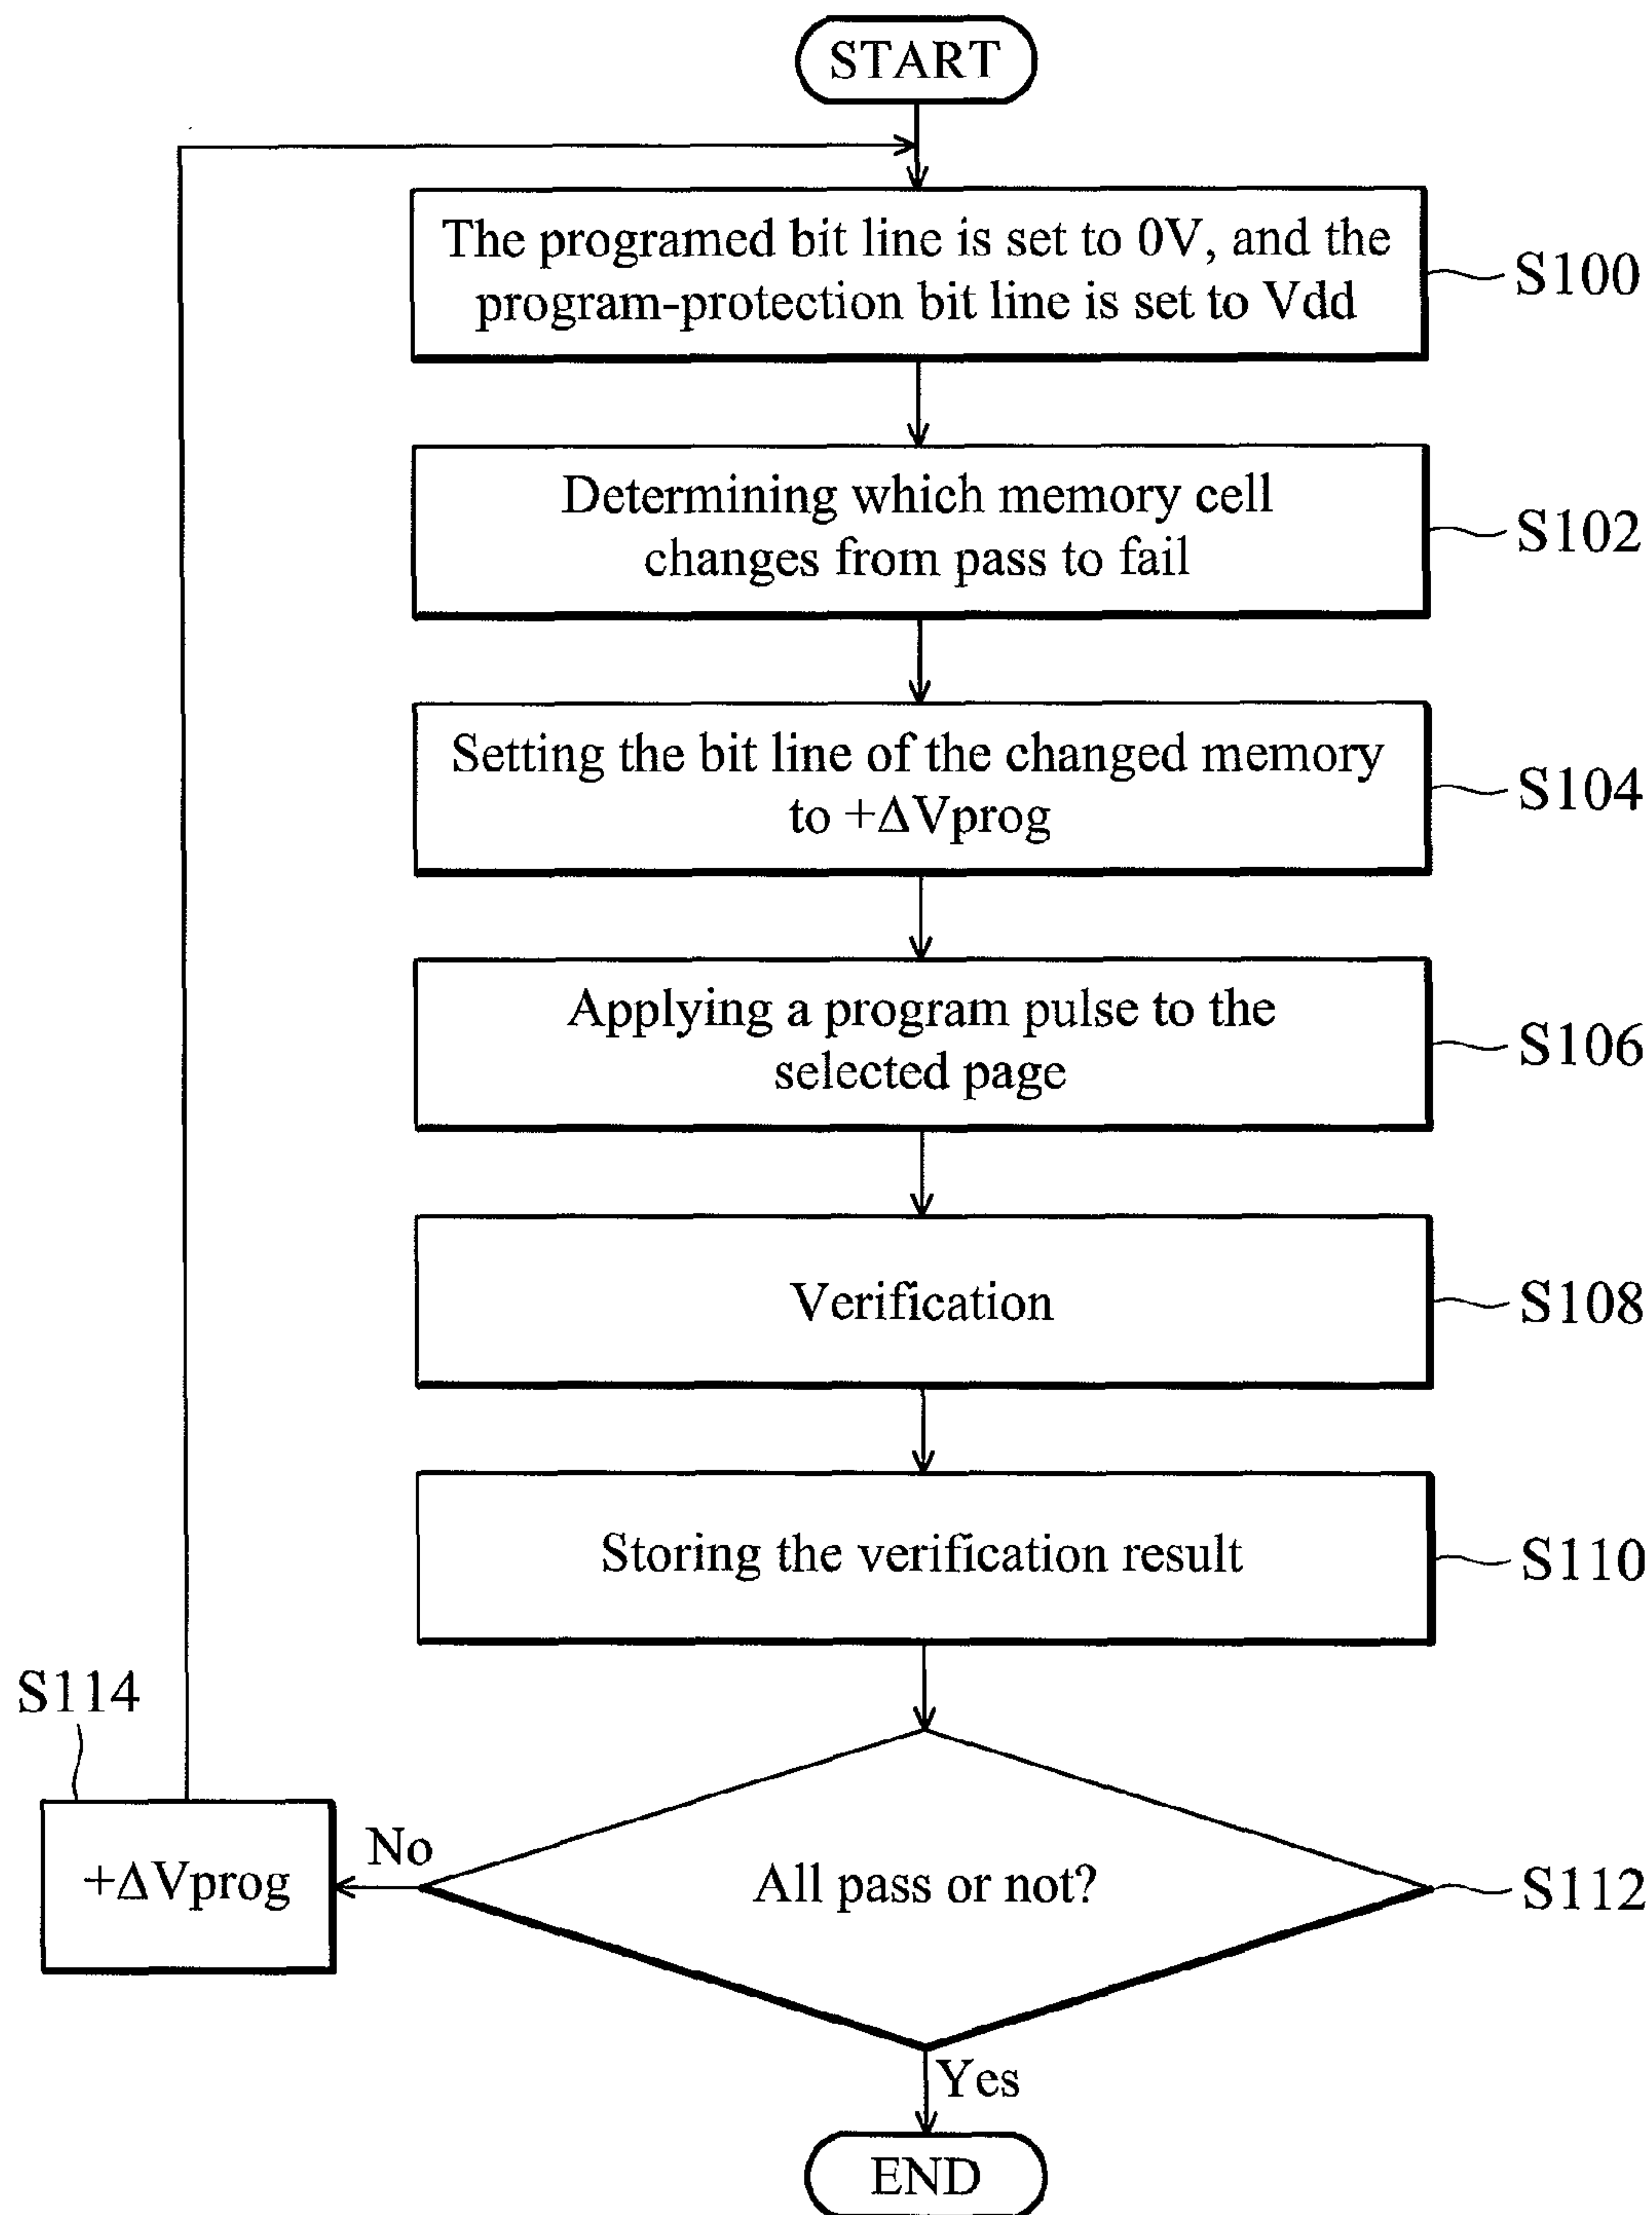 START
The programed bit line is set to 0V, and the
program-protection bit line is set to Vdd
S100
Determining which memory cell
changes from pass to fail
S102
Setting the bit line of the changed memory
to +ΔVprog
S104
Applying a program pulse to the
selected page
S106
Verification
S108
Storing the verification result
S110
S114
+ΔVprog
No
All pass or not?
S112
Yes
END